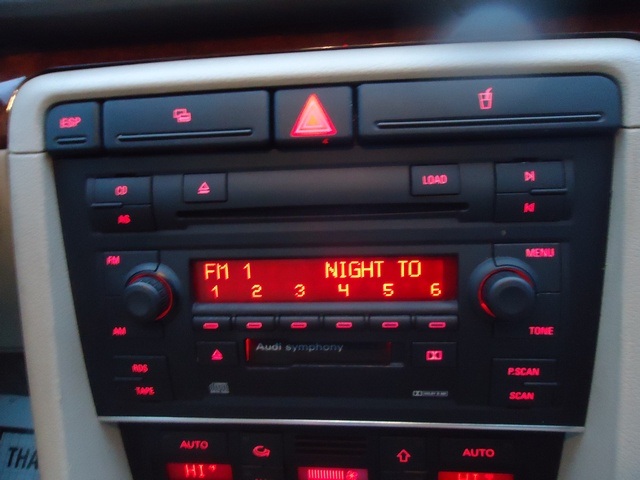 ESP
CD
LOAD
AS
FM
MENU
FM 1 NIGHT TO
1 2 3 4 5 6
AM
TONE
Audi symphony
RDS
P.SCAN
TAPE
SCAN
AUTO
AUTO
HI
HI
THA